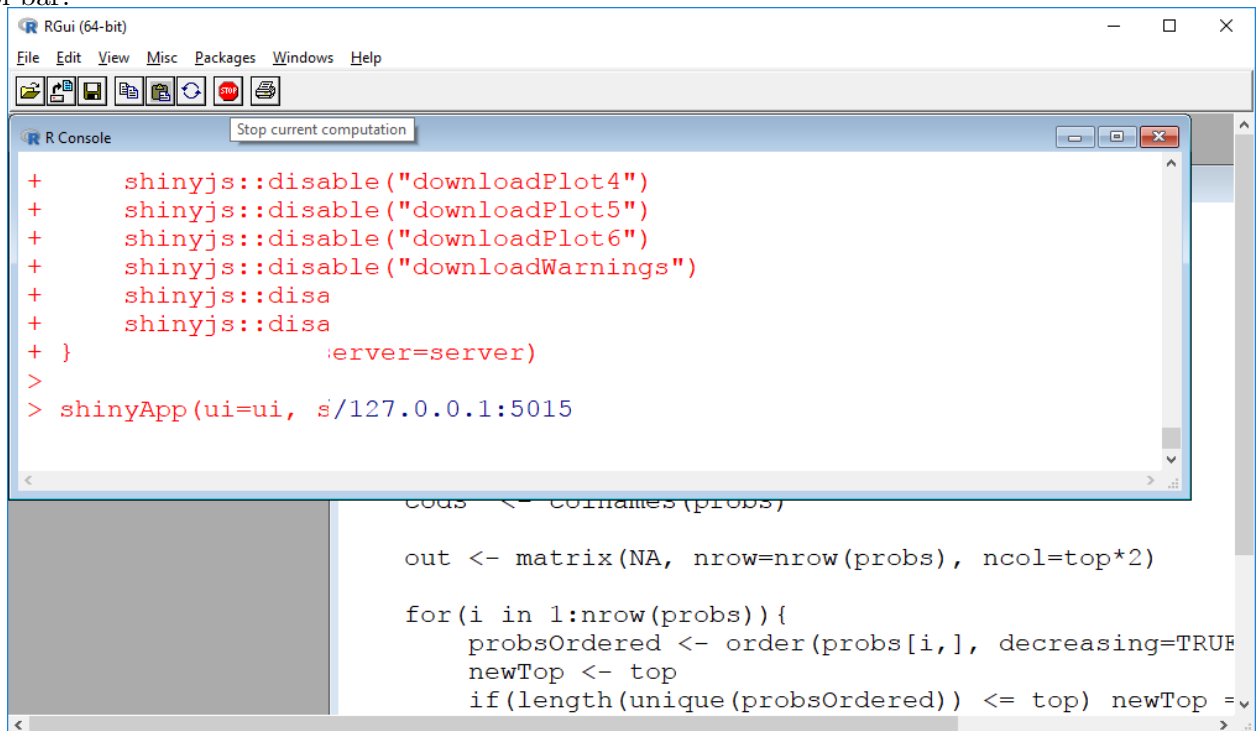 RGui (64-bit)
File Edit View Misc Packages Windows Help
STOP
Stop current computation
R Console
+ shinyjs::disable("downloadPlot4")
+ shinyjs::disable("downloadPlot5")
+ shinyjs::disable("downloadPlot6")
+ shinyjs::disable("downloadWarnings")
+ shinyjs::disa
+ shinyjs::disa
+ } erver=server)
>
> shinyApp(ui=ui, s/127.0.0.1:5015
<- colnames(probs)
out <- matrix(NA, nrow=nrow(probs), ncol=top*2)
for(i in 1:nrow(probs)){
probsOrdered <- order(probs[i,], decreasing=TRUE
newTop <- top
if(length(unique(probsOrdered)) <= top) newTop =